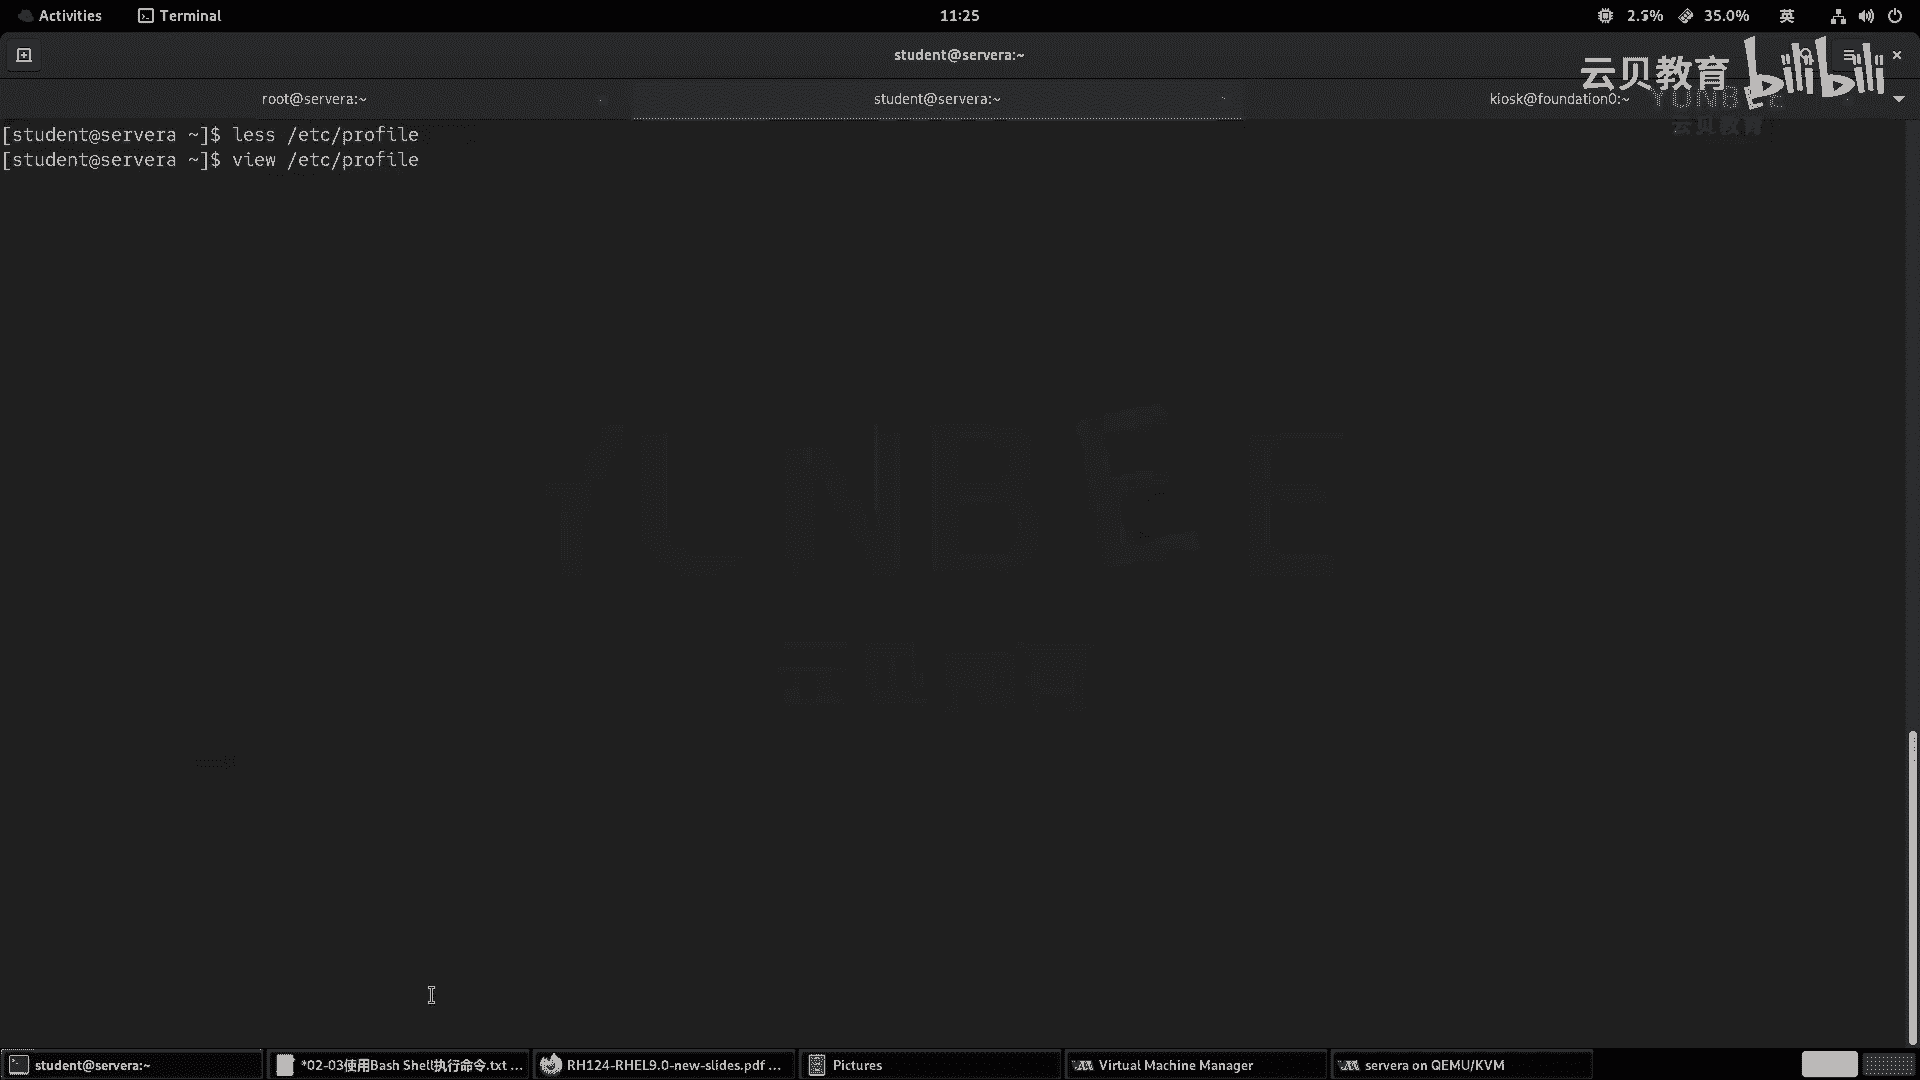 Activities Terminal 11:25 2.5% 35.0% 英
student@servera:~
云贝教育 bilibili
root@servera:~ student@servera:~ kiosk@foundation0:~
YUNBEE
云贝教育
[student@servera ~]$ less /etc/profile
[student@servera ~]$ view /etc/profile
YUNBEE
student@servera:~ *02-03使用Bash Shell执行命令.txt ... RH124-RHEL9.0-new-slides.pdf ... Pictures Virtual Machine Manager servera on QEMU/KVM